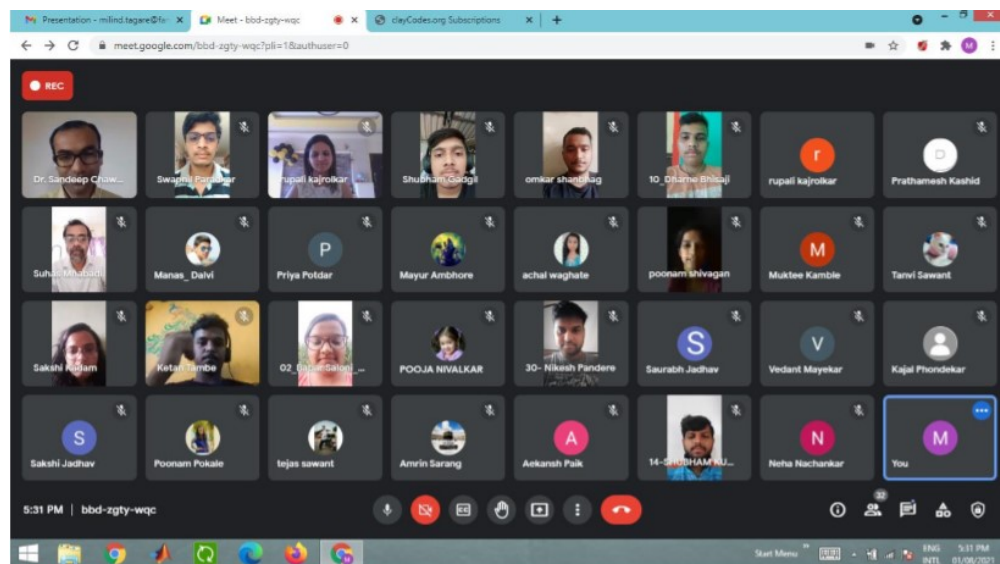 Presentation - milind.tagare@fa
Meet - bbd-zgty-wqc
clayCodes.org Subscriptions
meet.google.com/bbd-zgty-wqc?pli=1&authuser=0
M
REC
r
D
Dr. Sandeep Chaw...
Swapnil Paradkar
rupali kajrolkar
Shubham Gadgil
omkar shanbhag
10_Dhame Bhisaji
rupali kajrolkar
Prathamesh Kashid
P
M
Suhas Mhabadi
Manas_Dalvi
Priya Potdar
Mayur Ambhore
achal waghate
poonam shivagan
Muktee Kamble
Tanvi Sawant
S
V
Sakshi Kadam
Ketan Tambe
02_Babar Saloni_...
POOJA NIVALKAR
30- Nikesh Pandere
Saurabh Jadhav
Vedant Mayekar
Kajal Phondekar
S
A
N
M
Sakshi Jadhav
Poonam Pokale
tejas sawant
Amrin Sarang
Aekansh Paik
14-SHUBHAM KU...
Neha Nachankar
You
5:31 PM | bbd-zgty-wqc
CC
32
Start Menu
ENG
INTL
5:31 PM
01/08/2021